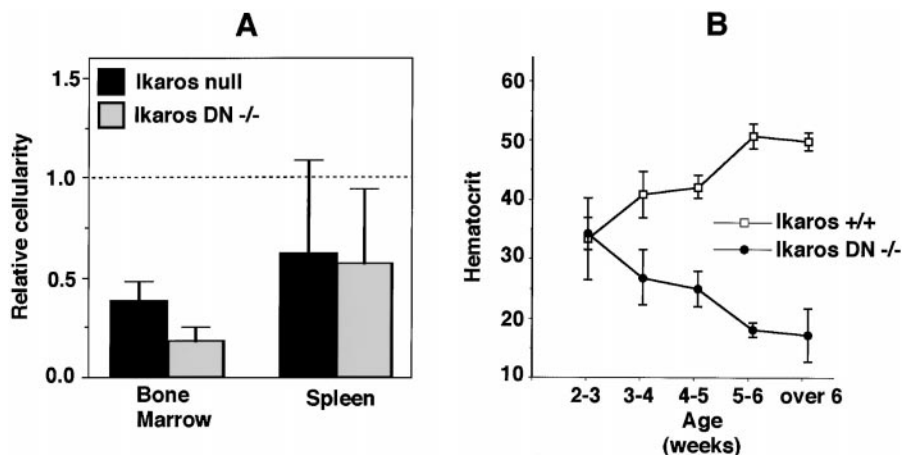 A
Relative cellularity
1.5
1.0
0.5
0.0
Ikaros null
Ikaros DN -/-
Bone
Marrow
Spleen
B
Hematocrit
60
50
40
30
20
10
Ikaros +/+
Ikaros DN -/-
2-3 3-4 4-5 5-6 over 6
Age
(weeks)